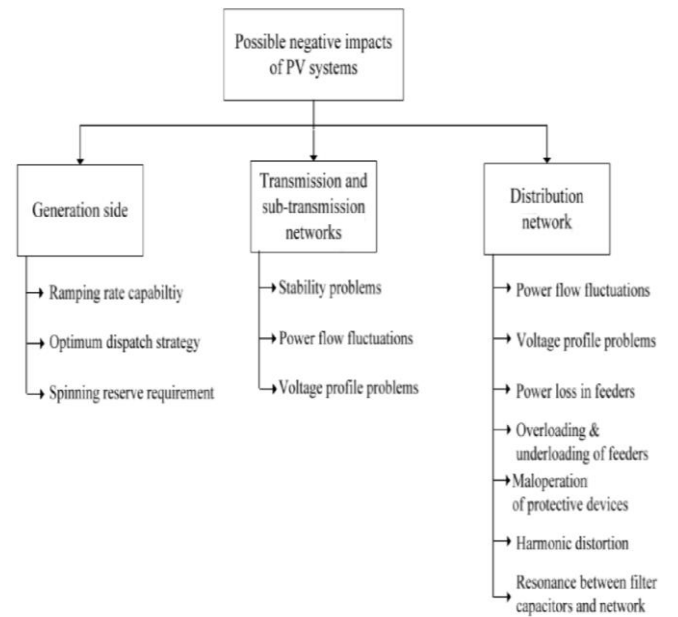 Possible negative impacts
of PV systems
Generation side
Ramping rate capabiltiy
Optimum dispatch strategy
Spinning reserve requirement
Transmission and
sub-transmission
networks
Stability problems
Power flow fluctuations
Voltage profile problems
Distribution
network
Power flow fluctuations
Voltage profile problems
Power loss in feeders
Overloading &
underloading of feeders
Maloperation
of protective devices
Harmonic distortion
Resonance between filter
capacitors and network